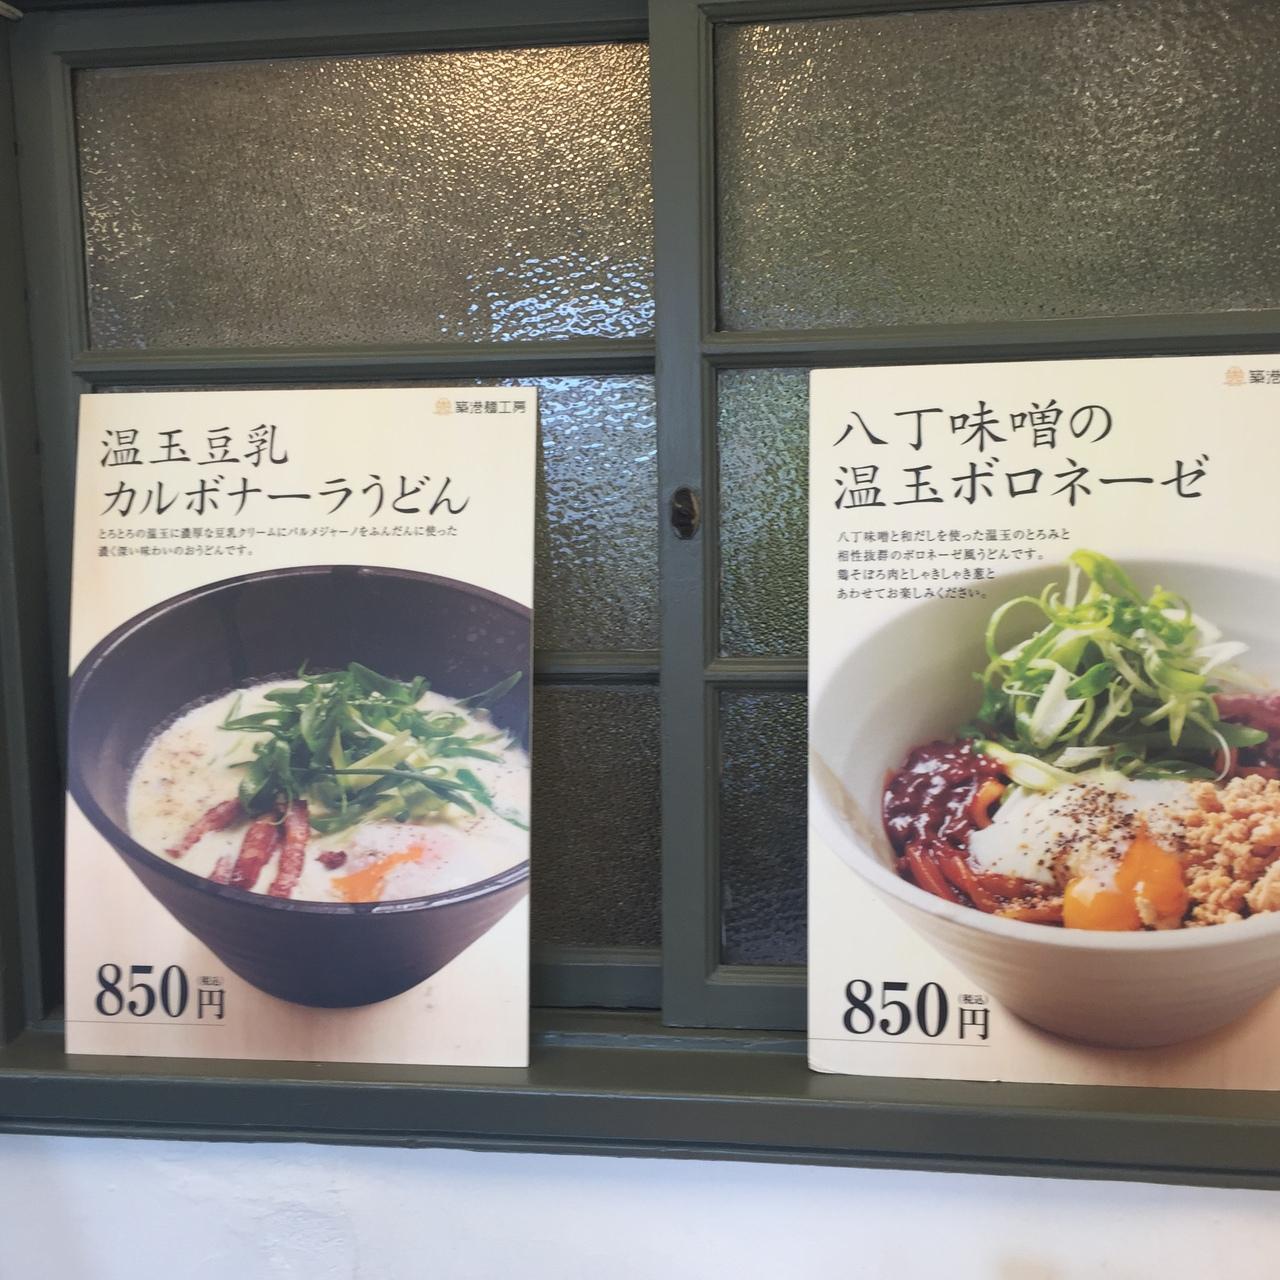 築港麺工房
温玉豆乳
カルボナーラうどん
とろとろの温玉に濃厚な豆乳クリームにパルメジャーノをふんだんに使った
濃く深い味わいのおうどんです。
850円
(税込)
築港
八丁味噌の
温玉ボロネーゼ
八丁味噌と和だしを使った温玉のとろみと
相性抜群のボロネーゼ風うどんです。
鶏そぼろ肉としゃきしゃき葱と
あわせてお楽しみください。
850円
(税込)